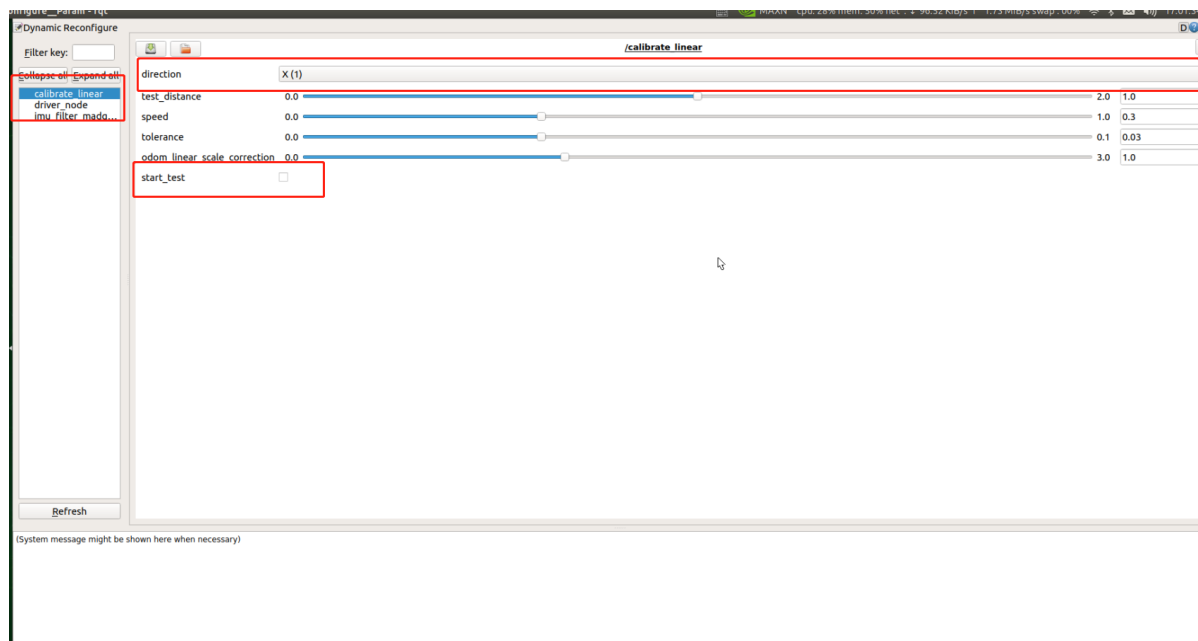 Dynamic Reconfigure
D
Filter key:
/calibrate_linear
Collapse all Expand all
direction X (1)
calibrate_linear
driver_node
test_distance 0.0 2.0 1.0
speed 0.0 1.0 0.3
tolerance 0.0 0.1 0.03
odom_linear_scale_correction 0.0 3.0 1.0
start_test
Refresh
(System message might be shown here when necessary)